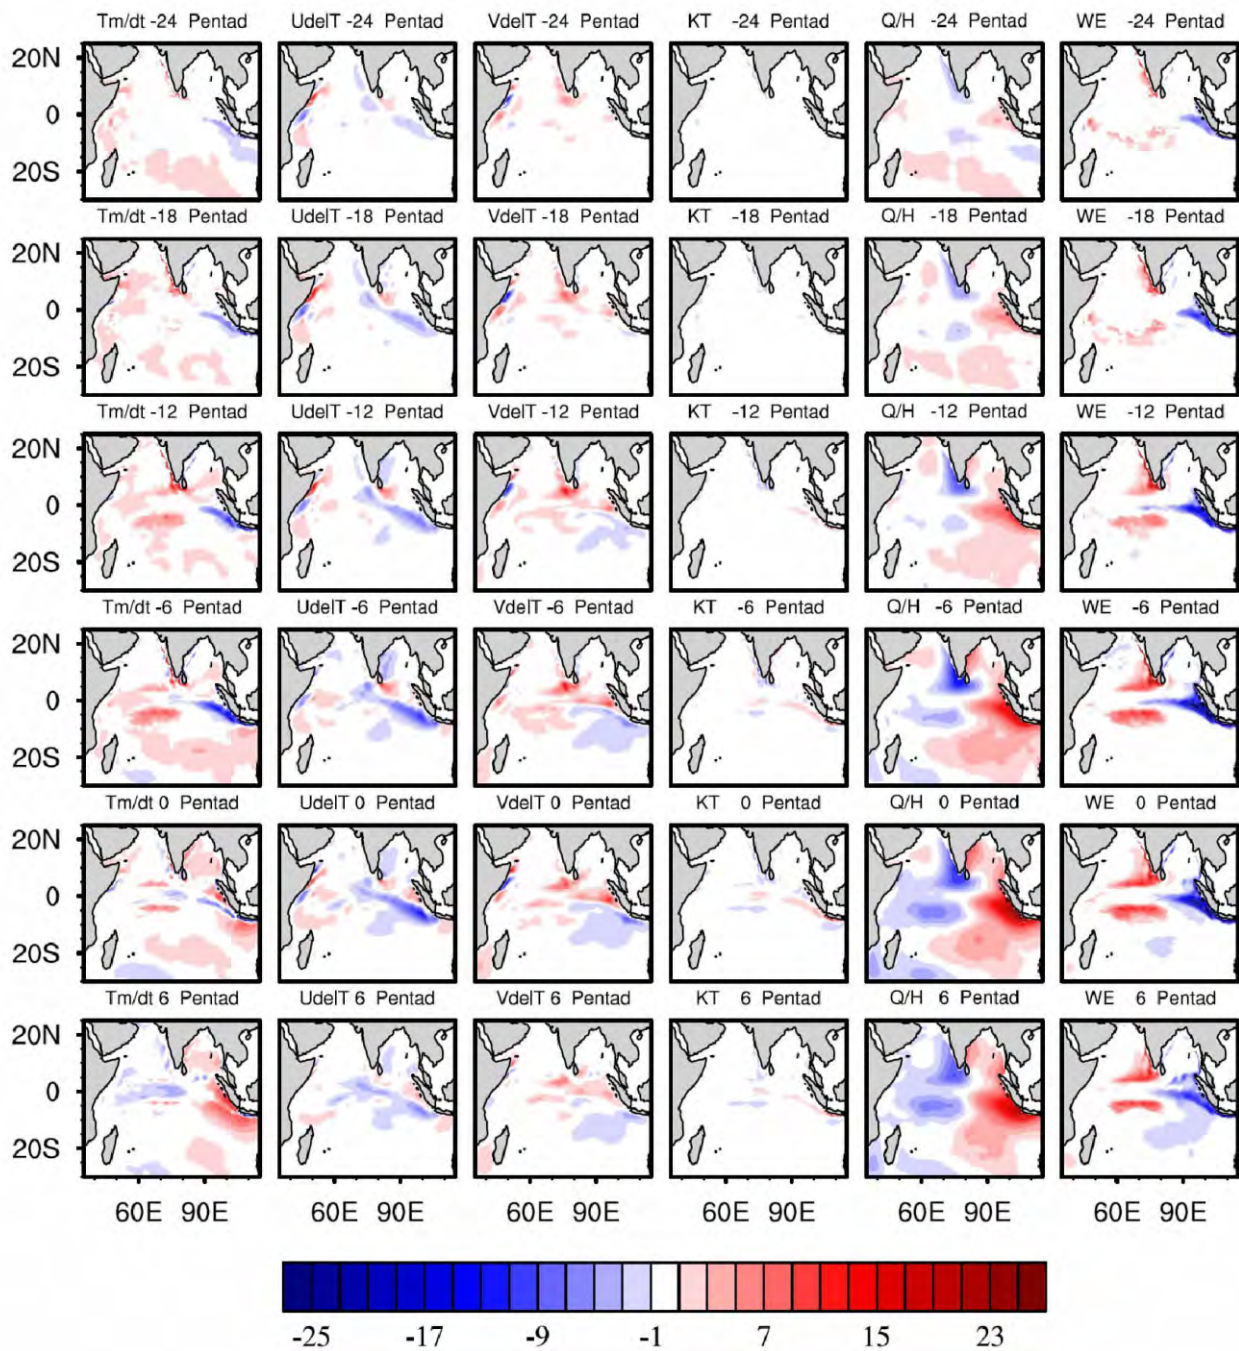 Tm/dt -24 Pentad UdelT -24 Pentad VdelT -24 Pentad KT -24 Pentad Q/H -24 Pentad WE -24 Pentad
20N
0
20S
Tm/dt -18 Pentad UdelT -18 Pentad VdelT -18 Pentad KT -18 Pentad Q/H -18 Pentad WE -18 Pentad
20N
0
20S
Tm/dt -12 Pentad UdelT -12 Pentad VdelT -12 Pentad KT -12 Pentad Q/H -12 Pentad WE -12 Pentad
20N
0
20S
Tm/dt -6 Pentad UdelT -6 Pentad VdelT -6 Pentad KT -6 Pentad Q/H -6 Pentad WE -6 Pentad
20N
0
20S
Tm/dt 0 Pentad UdelT 0 Pentad VdelT 0 Pentad KT 0 Pentad Q/H 0 Pentad WE 0 Pentad
20N
0
20S
Tm/dt 6 Pentad UdelT 6 Pentad VdelT 6 Pentad KT 6 Pentad Q/H 6 Pentad WE 6 Pentad
20N
0
20S
60E 90E 60E 90E 60E 90E 60E 90E 60E 90E 60E 90E
-25 -17 -9 -1 7 15 23